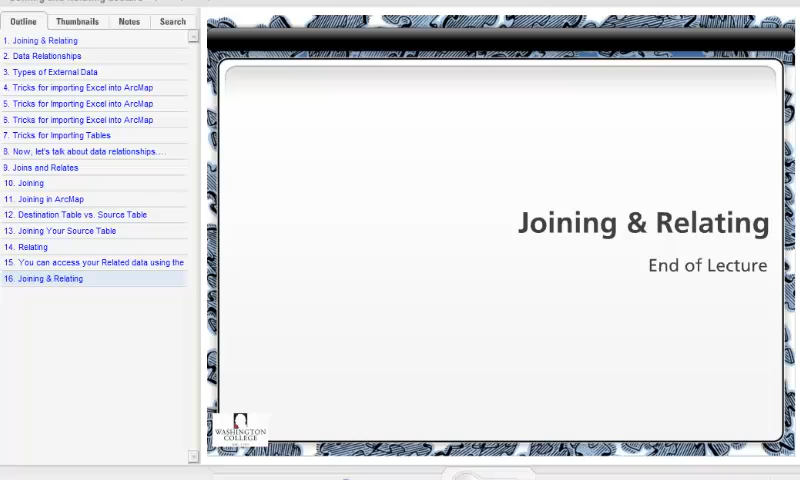 Outline Thumbnails Notes Search
1. Joining & Relating
2. Data Relationships
3. Types of External Data
4. Tricks for importing Excel into ArcMap
5. Tricks for importing Excel into ArcMap
6. Tricks for importing Excel into ArcMap
7. Tricks for Importing Tables
8. Now, let's talk about data relationships....
9. Joins and Relates
10. Joining
11. Joining in ArcMap
12. Destination Table vs. Source Table
13. Joining Your Source Table
14. Relating
15. You can access your Related data using the
16. Joining & Relating
Joining & Relating
End of Lecture
WASHINGTON
COLLEGE